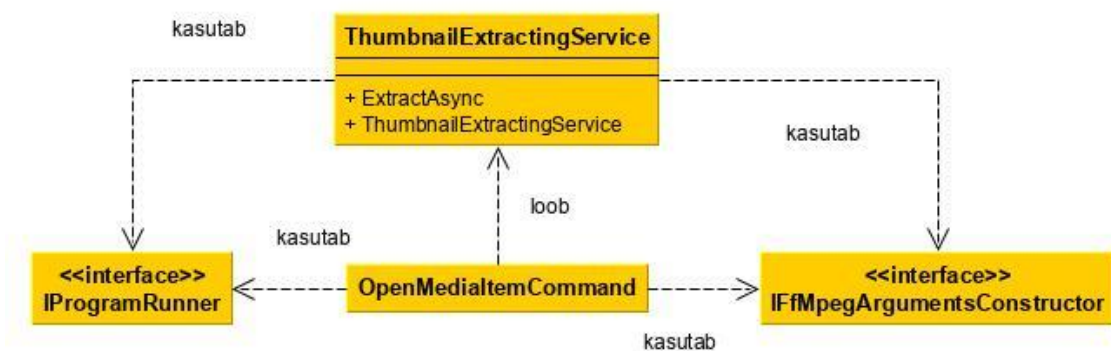 kasutab
ThumbnailExtractingService
+ ExtractAsync
+ ThumbnailExtractingService
kasutab
loob
kasutab
<<interface>>
IProgramRunner
OpenMediaItemCommand
<<interface>>
IFfMpegArgumentsConstructor
kasutab